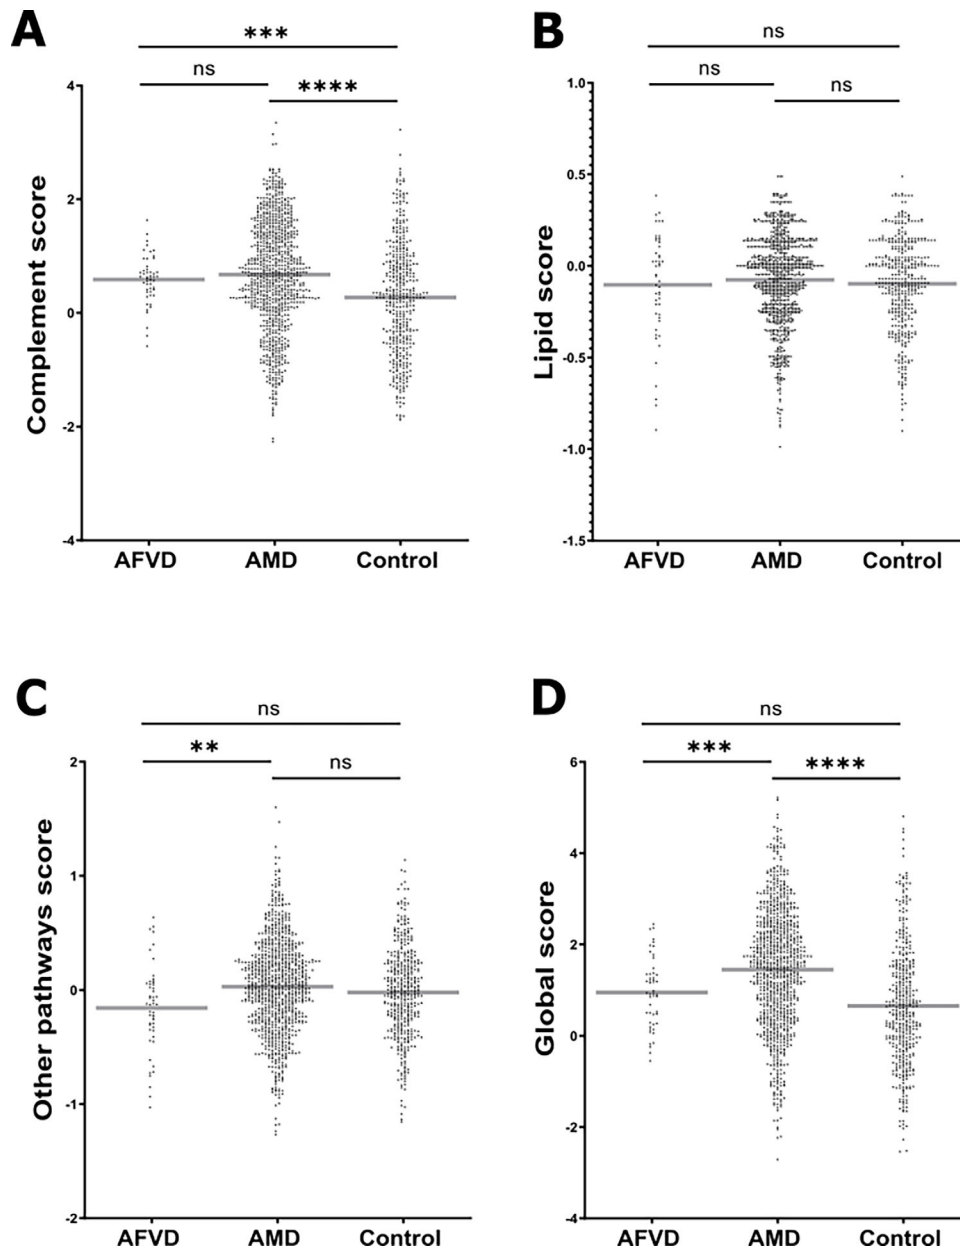 A
***
ns
****
4
2
0
-2
-4
Complement score
AFVD AMD Control
B
ns
ns
ns
1.0
0.5
0.0
-0.5
-1.0
-1.5
Lipid score
AFVD AMD Control
C
ns
**
ns
2
1
0
-1
-2
Other pathways score
AFVD AMD Control
D
ns
***
****
6
4
2
0
-2
-4
Global score
AFVD AMD Control